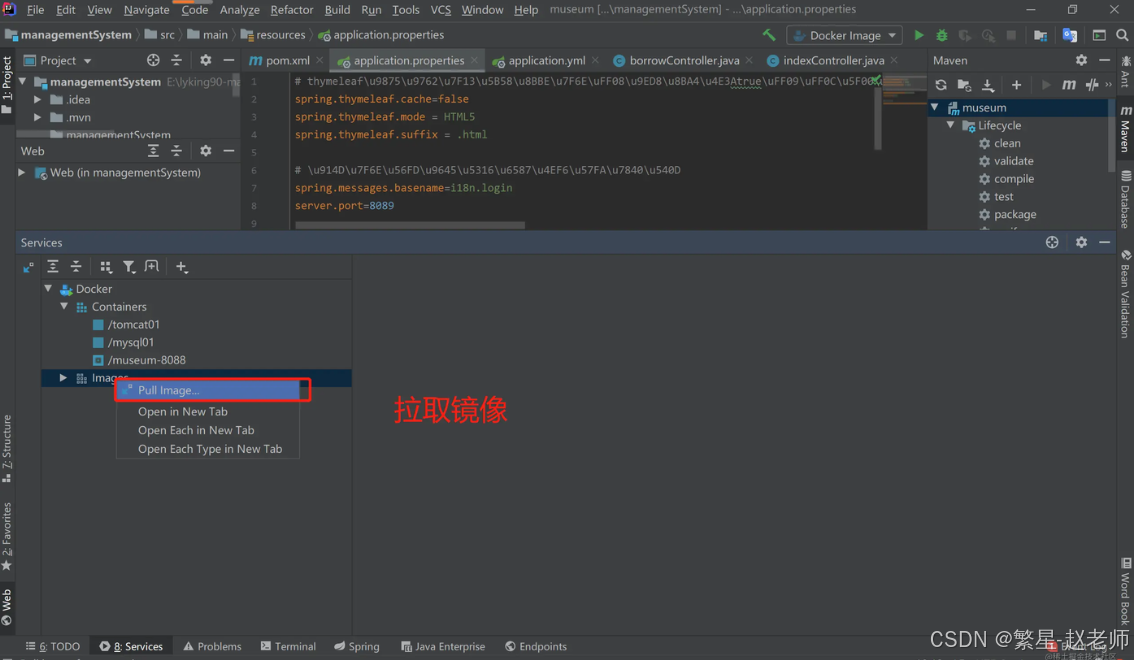 File Edit View Navigate Code Analyze Refactor Build Run Tools VCS Window Help museum [...\managementSystem] - ...\application.properties
managementSystem src main resources application.properties Docker Image
Project
pom.xml application.properties application.yml borrowController.java indexController.java
Maven
1: Project
managementSystem E:\lyking90-m
.idea
.mvn
managementSystem
Web
Web (in managementSystem)
1 # thymeleaf\u9875\u9762\u7F13\u5B58\u8BBE\u7F6E\uFF08\u9ED8\u8BA4\u4E3Atrue\uFF09\uFF0C\u5F00
2 spring.thymeleaf.cache=false
3 spring.thymeleaf.mode = HTML5
4 spring.thymeleaf.suffix = .html
5
6 # \u914D\u7F6E\u56FD\u9645\u5316\u6587\u4EF6\u57FA\u7840\u540D
7 spring.messages.basename=i18n.login
8 server.port=8089
9
museum
Lifecycle
clean
validate
compile
test
package
Ant
Maven
Database
Bean Validation
Word Book
Services
Docker
Containers
/tomcat01
/mysql01
/museum-8088
Images
Pull Image...
Open in New Tab
Open Each in New Tab
Open Each Type in New Tab
拉取镜像
Z: Structure
2: Favorites
Web
6: TODO 8: Services Problems Terminal Spring Java Enterprise Endpoints
CSDN @繁星-赵老师